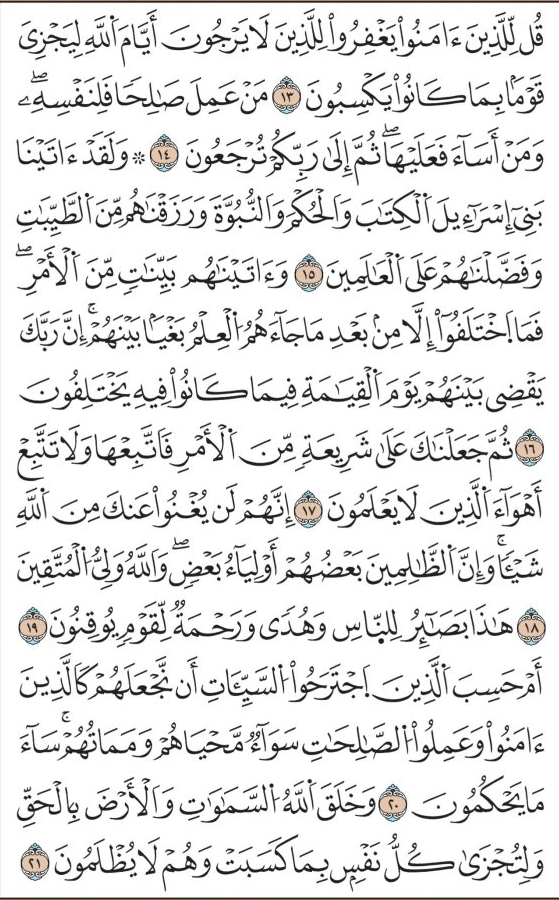 قُل لِّلَّذِينَ ءَامَنُواْ يَغْفِرُواْ لِلَّذِينَ لَا يَرْجُونَ أَيَّامَ ٱللَّهِ لِيَجْزِيَ
قَوْمَۢا بِمَا كَانُواْ يَكْسِبُونَ ١٣ مَنْ عَمِلَ صَٰلِحٗا فَلِنَفْسِهِۦۖ
وَمَنْ أَسَآءَ فَعَلَيْهَاۖ ثُمَّ إِلَىٰ رَبِّكُمْ تُرْجَعُونَ ١٤ ۞ وَلَقَدْ ءَاتَيْنَا
بَنِيٓ إِسْرَٰٓءِيلَ ٱلْكِتَٰبَ وَٱلْحُكْمَ وَٱلنُّبُوَّةَ وَرَزَقْنَٰهُم مِّنَ ٱلطَّيِّبَٰتِ
وَفَضَّلْنَٰهُمْ عَلَى ٱلْعَٰلَمِينَ ١٥ وَءَاتَيْنَٰهُم بَيِّنَٰتٖ مِّنَ ٱلْأَمْرِۖ
فَمَا ٱخْتَلَفُوٓاْ إِلَّا مِنۢ بَعْدِ مَا جَآءَهُمُ ٱلْعِلْمُ بَغْيَۢا بَيْنَهُمْۚ إِنَّ رَبَّكَ
يَقْضِي بَيْنَهُمْ يَوْمَ ٱلْقِيَٰمَةِ فِيمَا كَانُواْ فِيهِ يَخْتَلِفُونَ
١٦ ثُمَّ جَعَلْنَٰكَ عَلَىٰ شَرِيعَةٖ مِّنَ ٱلْأَمْرِ فَٱتَّبِعْهَا وَلَا تَتَّبِعْ
أَهْوَآءَ ٱلَّذِينَ لَا يَعْلَمُونَ ١٧ إِنَّهُمْ لَن يُغْنُواْ عَنكَ مِنَ ٱللَّهِ
شَيْـٔٗاۚ وَإِنَّ ٱلظَّٰلِمِينَ بَعْضُهُمْ أَوْلِيَآءُ بَعْضٖۖ وَٱللَّهُ وَلِيُّ ٱلْمُتَّقِينَ
١٨ هَٰذَا بَصَٰٓئِرُ لِلنَّاسِ وَهُدٗى وَرَحْمَةٞ لِّقَوْمٖ يُوقِنُونَ ١٩
أَمْ حَسِبَ ٱلَّذِينَ ٱجْتَرَحُواْ ٱلسَّيِّـَٔاتِ أَن نَّجْعَلَهُمْ كَٱلَّذِينَ
ءَامَنُواْ وَعَمِلُواْ ٱلصَّٰلِحَٰتِ سَوَآءٗ مَّحْيَاهُمْ وَمَمَاتُهُمْۚ سَآءَ
مَا يَحْكُمُونَ ٢٠ وَخَلَقَ ٱللَّهُ ٱلسَّمَٰوَٰتِ وَٱلْأَرْضَ بِٱلْحَقِّ
وَلِتُجْزَىٰ كُلُّ نَفْسِۭ بِمَا كَسَبَتْ وَهُمْ لَا يُظْلَمُونَ ٢١